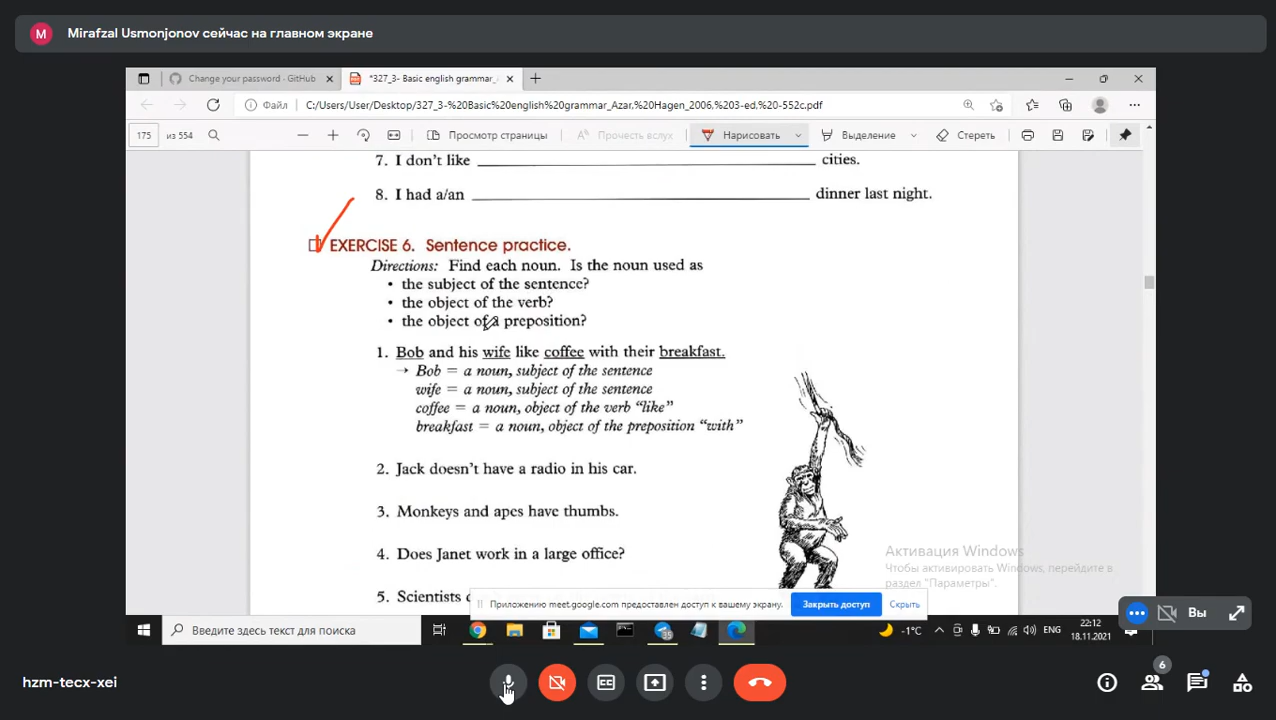 M Mirafzal Usmonjonov сейчас на главном экране
Change your password · GitHub
*327_3- Basic english grammar_
Файл C:/Users/User/Desktop/327_3-%20Basic%20english%20grammar_Azar,%20Hagen_2006,%203-ed,%20-552c.pdf
175 из 554 Просмотр страницы Прочесть вслух Нарисовать Выделение Стереть
7. I don't like cities.
8. I had a/an dinner last night.
EXERCISE 6. Sentence practice.
Directions: Find each noun. Is the noun used as
• the subject of the sentence?
• the object of the verb?
• the object of a preposition?
1. Bob and his wife like coffee with their breakfast.
→ Bob = a noun, subject of the sentence
wife = a noun, subject of the sentence
coffee = a noun, object of the verb "like"
breakfast = a noun, object of the preposition "with"
2. Jack doesn't have a radio in his car.
3. Monkeys and apes have thumbs.
4. Does Janet work in a large office?
5. Scientists
Активация Windows
Чтобы активировать Windows, перейдите в
раздел "Параметры".
Приложению meet.google.com предоставлен доступ к вашему экрану. Закрыть доступ Скрыть
Вы
Введите здесь текст для поиска
35
-1°C
ENG
22:12
18.11.2021
hzm-tecx-xei
CC
6